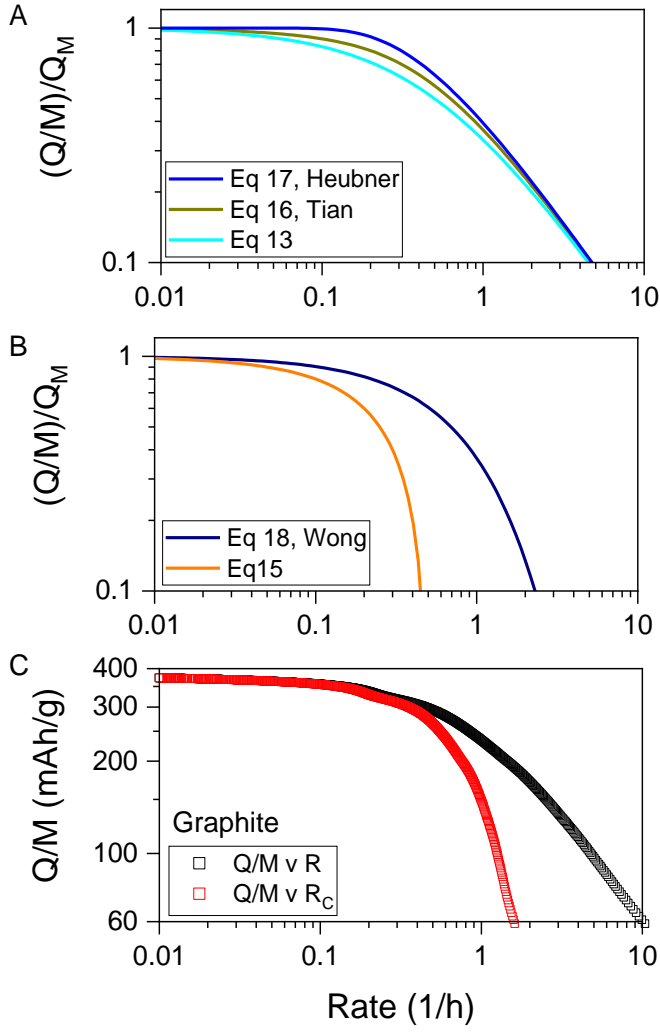 A
(Q/M)/Q_M
1
0.1
Eq 17, Heubner
Eq 16, Tian
Eq 13
0.01 0.1 1 10
B
(Q/M)/Q_M
1
0.1
Eq 18, Wong
Eq15
0.01 0.1 1 10
C
Q/M (mAh/g)
400
300
200
100
60
Graphite
Q/M v R
Q/M v R_C
0.01 0.1 1 10
Rate (1/h)